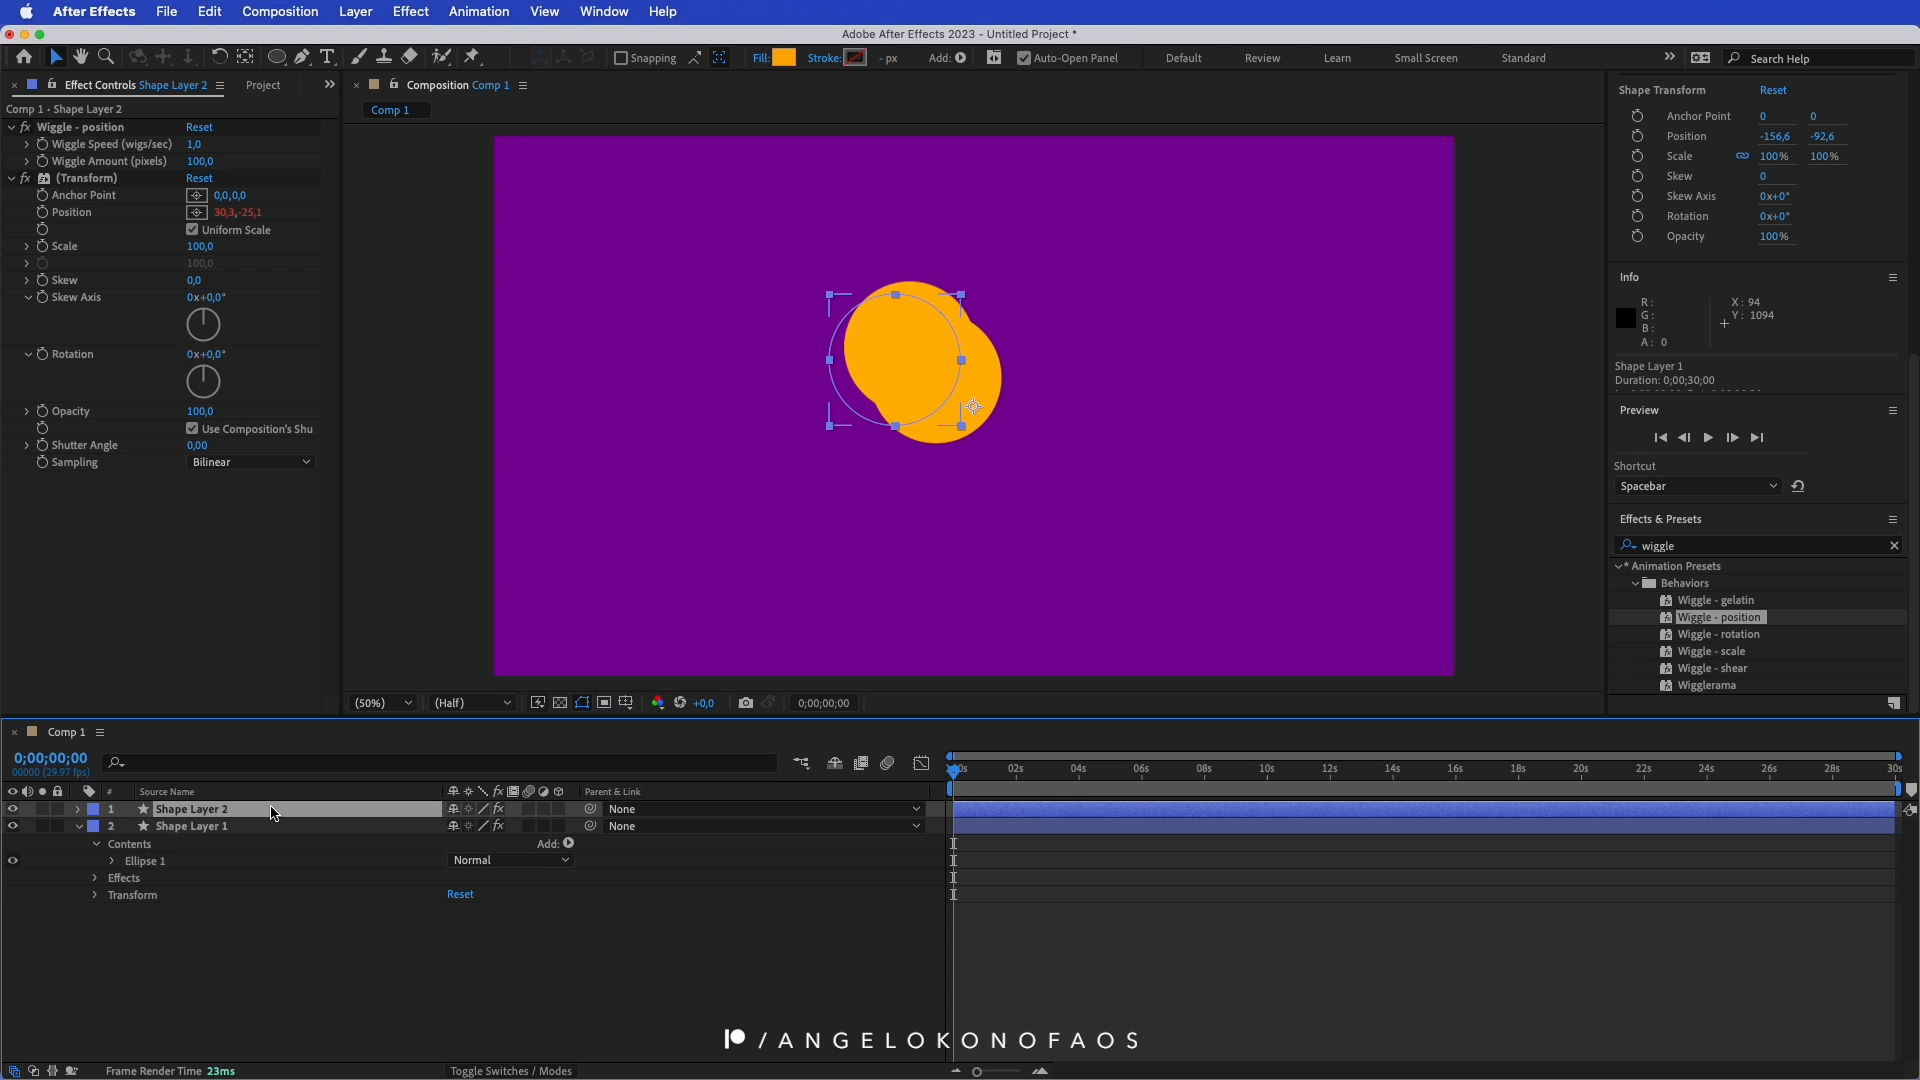 After Effects File Edit Composition Layer Effect Animation View Window Help
Adobe After Effects 2023 - Untitled Project *
Snapping Fill: Stroke: - px Add: Auto-Open Panel Default Review Learn Small Screen Standard Search Help
Effect Controls Shape Layer 2 Project
Comp 1 • Shape Layer 2
fx Wiggle - position Reset
Wiggle Speed (wigs/sec) 1,0
Wiggle Amount (pixels) 100,0
fx (Transform) Reset
Anchor Point 0,0,0,0
Position 30,3,-25,1
Uniform Scale
Scale 100,0
100,0
Skew 0,0
Skew Axis 0x+0,0°
Rotation 0x+0,0°
Opacity 100,0
Use Composition's Shu
Shutter Angle 0,00
Sampling Bilinear
Composition Comp 1
Comp 1
(50%) (Half) +0,0 0;00;00;00
Shape Transform Reset
Anchor Point 0 0
Position -156,6 -92,6
Scale 100% 100%
Skew 0
Skew Axis 0x+0°
Rotation 0x+0°
Opacity 100%
Info
R: X: 94
G: Y: 1094
B:
A: 0
Shape Layer 1
Duration: 0;00;30;00
Preview
Shortcut
Spacebar
Effects & Presets
wiggle
* Animation Presets
Behaviors
Wiggle - gelatin
Wiggle - position
Wiggle - rotation
Wiggle - scale
Wiggle - shear
Wigglerama
Comp 1
0;00;00;00
00000 (29.97 fps)
02s 04s 06s 08s 10s 12s 14s 16s 18s 20s 22s 24s 26s 28s 30s
# Source Name fx Parent & Link
1 Shape Layer 2 fx None
2 Shape Layer 1 fx None
Contents Add:
Ellipse 1 Normal
Effects
Transform Reset
/ANGELOKONOFAOS
Frame Render Time 23ms Toggle Switches / Modes